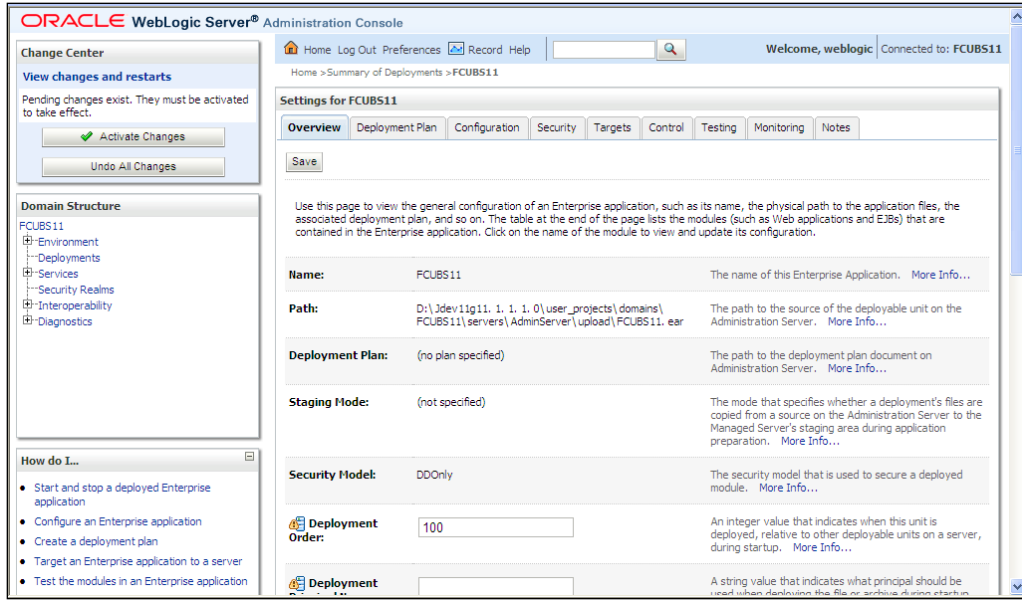 ORACLE WebLogic Server® Administration Console
Change Center
View changes and restarts
Pending changes exist. They must be activated
to take effect.
Activate Changes
Undo All Changes
Domain Structure
FCUBS11
Environment
Deployments
Services
Security Realms
Interoperability
Diagnostics
How do I...
Start and stop a deployed Enterprise
application
Configure an Enterprise application
Create a deployment plan
Target an Enterprise application to a server
Test the modules in an Enterprise application
Home Log Out Preferences Record Help
Welcome, weblogic Connected to: FCUBS11
Home >Summary of Deployments >FCUBS11
Settings for FCUBS11
Overview Deployment Plan Configuration Security Targets Control Testing Monitoring Notes
Save
Use this page to view the general configuration of an Enterprise application, such as its name, the physical path to the application files, the
associated deployment plan, and so on. The table at the end of the page lists the modules (such as Web applications and EJBs) that are
contained in the Enterprise application. Click on the name of the module to view and update its configuration.
Name: FCUBS11 The name of this Enterprise Application. More Info...
Path: D:\Jdev11g11. 1. 1. 1. 0\user_projects\domains\ The path to the source of the deployable unit on the
FCUBS11\servers\AdminServer\upload\FCUBS11. ear Administration Server. More Info...
Deployment Plan: (no plan specified) The path to the deployment plan document on
Administration Server. More Info...
Staging Mode: (not specified) The mode that specifies whether a deployment's files are
copied from a source on the Administration Server to the
Managed Server's staging area during application
preparation. More Info...
Security Model: DDOnly The security model that is used to secure a deployed
module. More Info...
Deployment 100 An integer value that indicates when this unit is
Order: deployed, relative to other deployable units on a server,
during startup. More Info...
Deployment A string value that indicates what principal should be
used when deploying the file or archive during startup